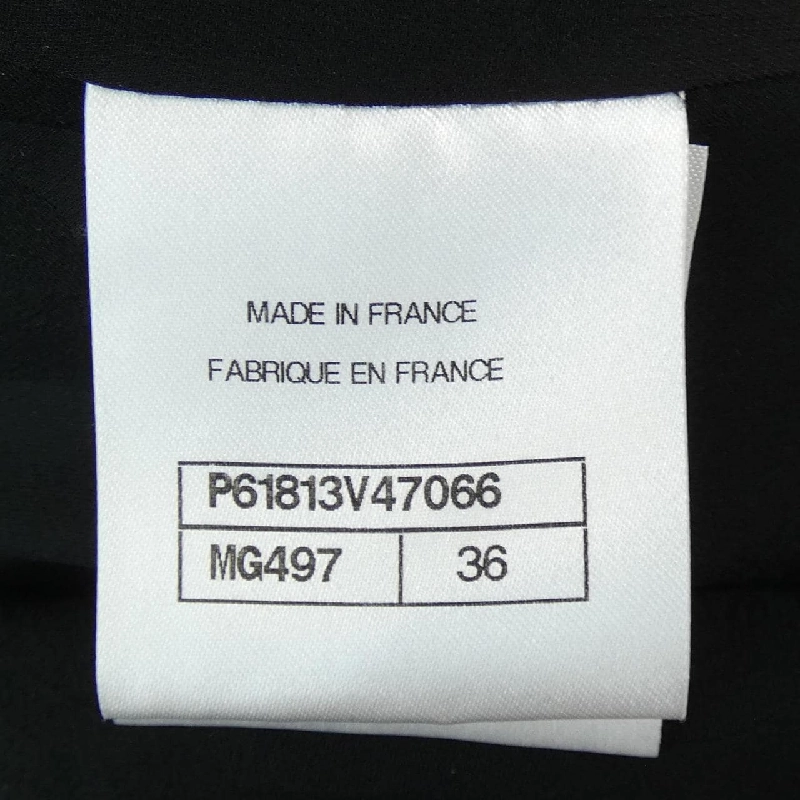 MADE IN FRANCE
FABRIQUE EN FRANCE
P61813V47066
MG497 36